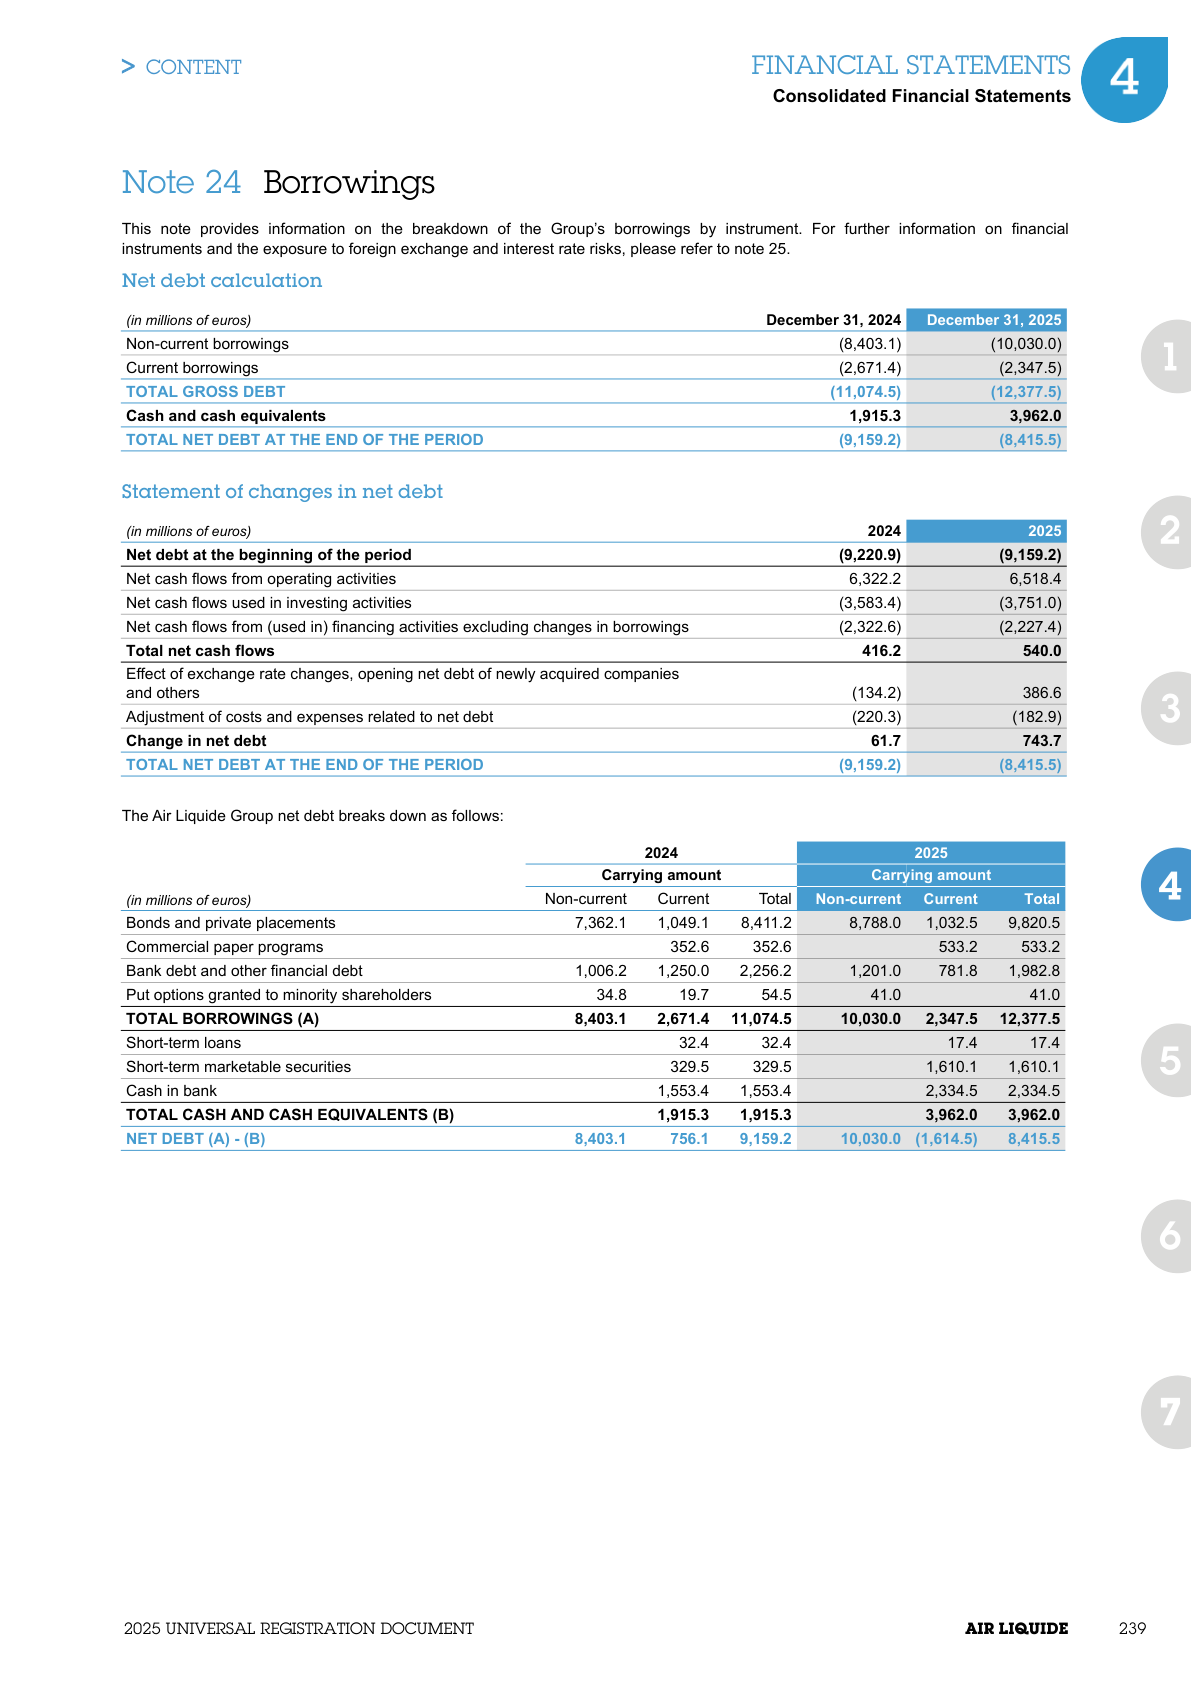 > CONTENT
FINANCIAL STATEMENTS
Consolidated Financial Statements
4
Note 24 Borrowings
This note provides information on the breakdown of the Group's borrowings by instrument. For further information on financial
instruments and the exposure to foreign exchange and interest rate risks, please refer to note 25.
Net debt calculation
(in millions of euros) December 31, 2024 December 31, 2025
Non-current borrowings (8,403.1) (10,030.0)
Current borrowings (2,671.4) (2,347.5)
TOTAL GROSS DEBT (11,074.5) (12,377.5)
Cash and cash equivalents 1,915.3 3,962.0
TOTAL NET DEBT AT THE END OF THE PERIOD (9,159.2) (8,415.5)
Statement of changes in net debt
(in millions of euros) 2024 2025
Net debt at the beginning of the period (9,220.9) (9,159.2)
Net cash flows from operating activities 6,322.2 6,518.4
Net cash flows used in investing activities (3,583.4) (3,751.0)
Net cash flows from (used in) financing activities excluding changes in borrowings (2,322.6) (2,227.4)
Total net cash flows 416.2 540.0
Effect of exchange rate changes, opening net debt of newly acquired companies
and others (134.2) 386.6
Adjustment of costs and expenses related to net debt (220.3) (182.9)
Change in net debt 61.7 743.7
TOTAL NET DEBT AT THE END OF THE PERIOD (9,159.2) (8,415.5)
The Air Liquide Group net debt breaks down as follows:
2024 2025
Carrying amount Carrying amount
(in millions of euros) Non-current Current Total Non-current Current Total
Bonds and private placements 7,362.1 1,049.1 8,411.2 8,788.0 1,032.5 9,820.5
Commercial paper programs 352.6 352.6 533.2 533.2
Bank debt and other financial debt 1,006.2 1,250.0 2,256.2 1,201.0 781.8 1,982.8
Put options granted to minority shareholders 34.8 19.7 54.5 41.0 41.0
TOTAL BORROWINGS (A) 8,403.1 2,671.4 11,074.5 10,030.0 2,347.5 12,377.5
Short-term loans 32.4 32.4 17.4 17.4
Short-term marketable securities 329.5 329.5 1,610.1 1,610.1
Cash in bank 1,553.4 1,553.4 2,334.5 2,334.5
TOTAL CASH AND CASH EQUIVALENTS (B) 1,915.3 1,915.3 3,962.0 3,962.0
NET DEBT (A) - (B) 8,403.1 756.1 9,159.2 10,030.0 (1,614.5) 8,415.5
1
2
3
4
5
6
7
2025 UNIVERSAL REGISTRATION DOCUMENT
AIR LIQUIDE 239